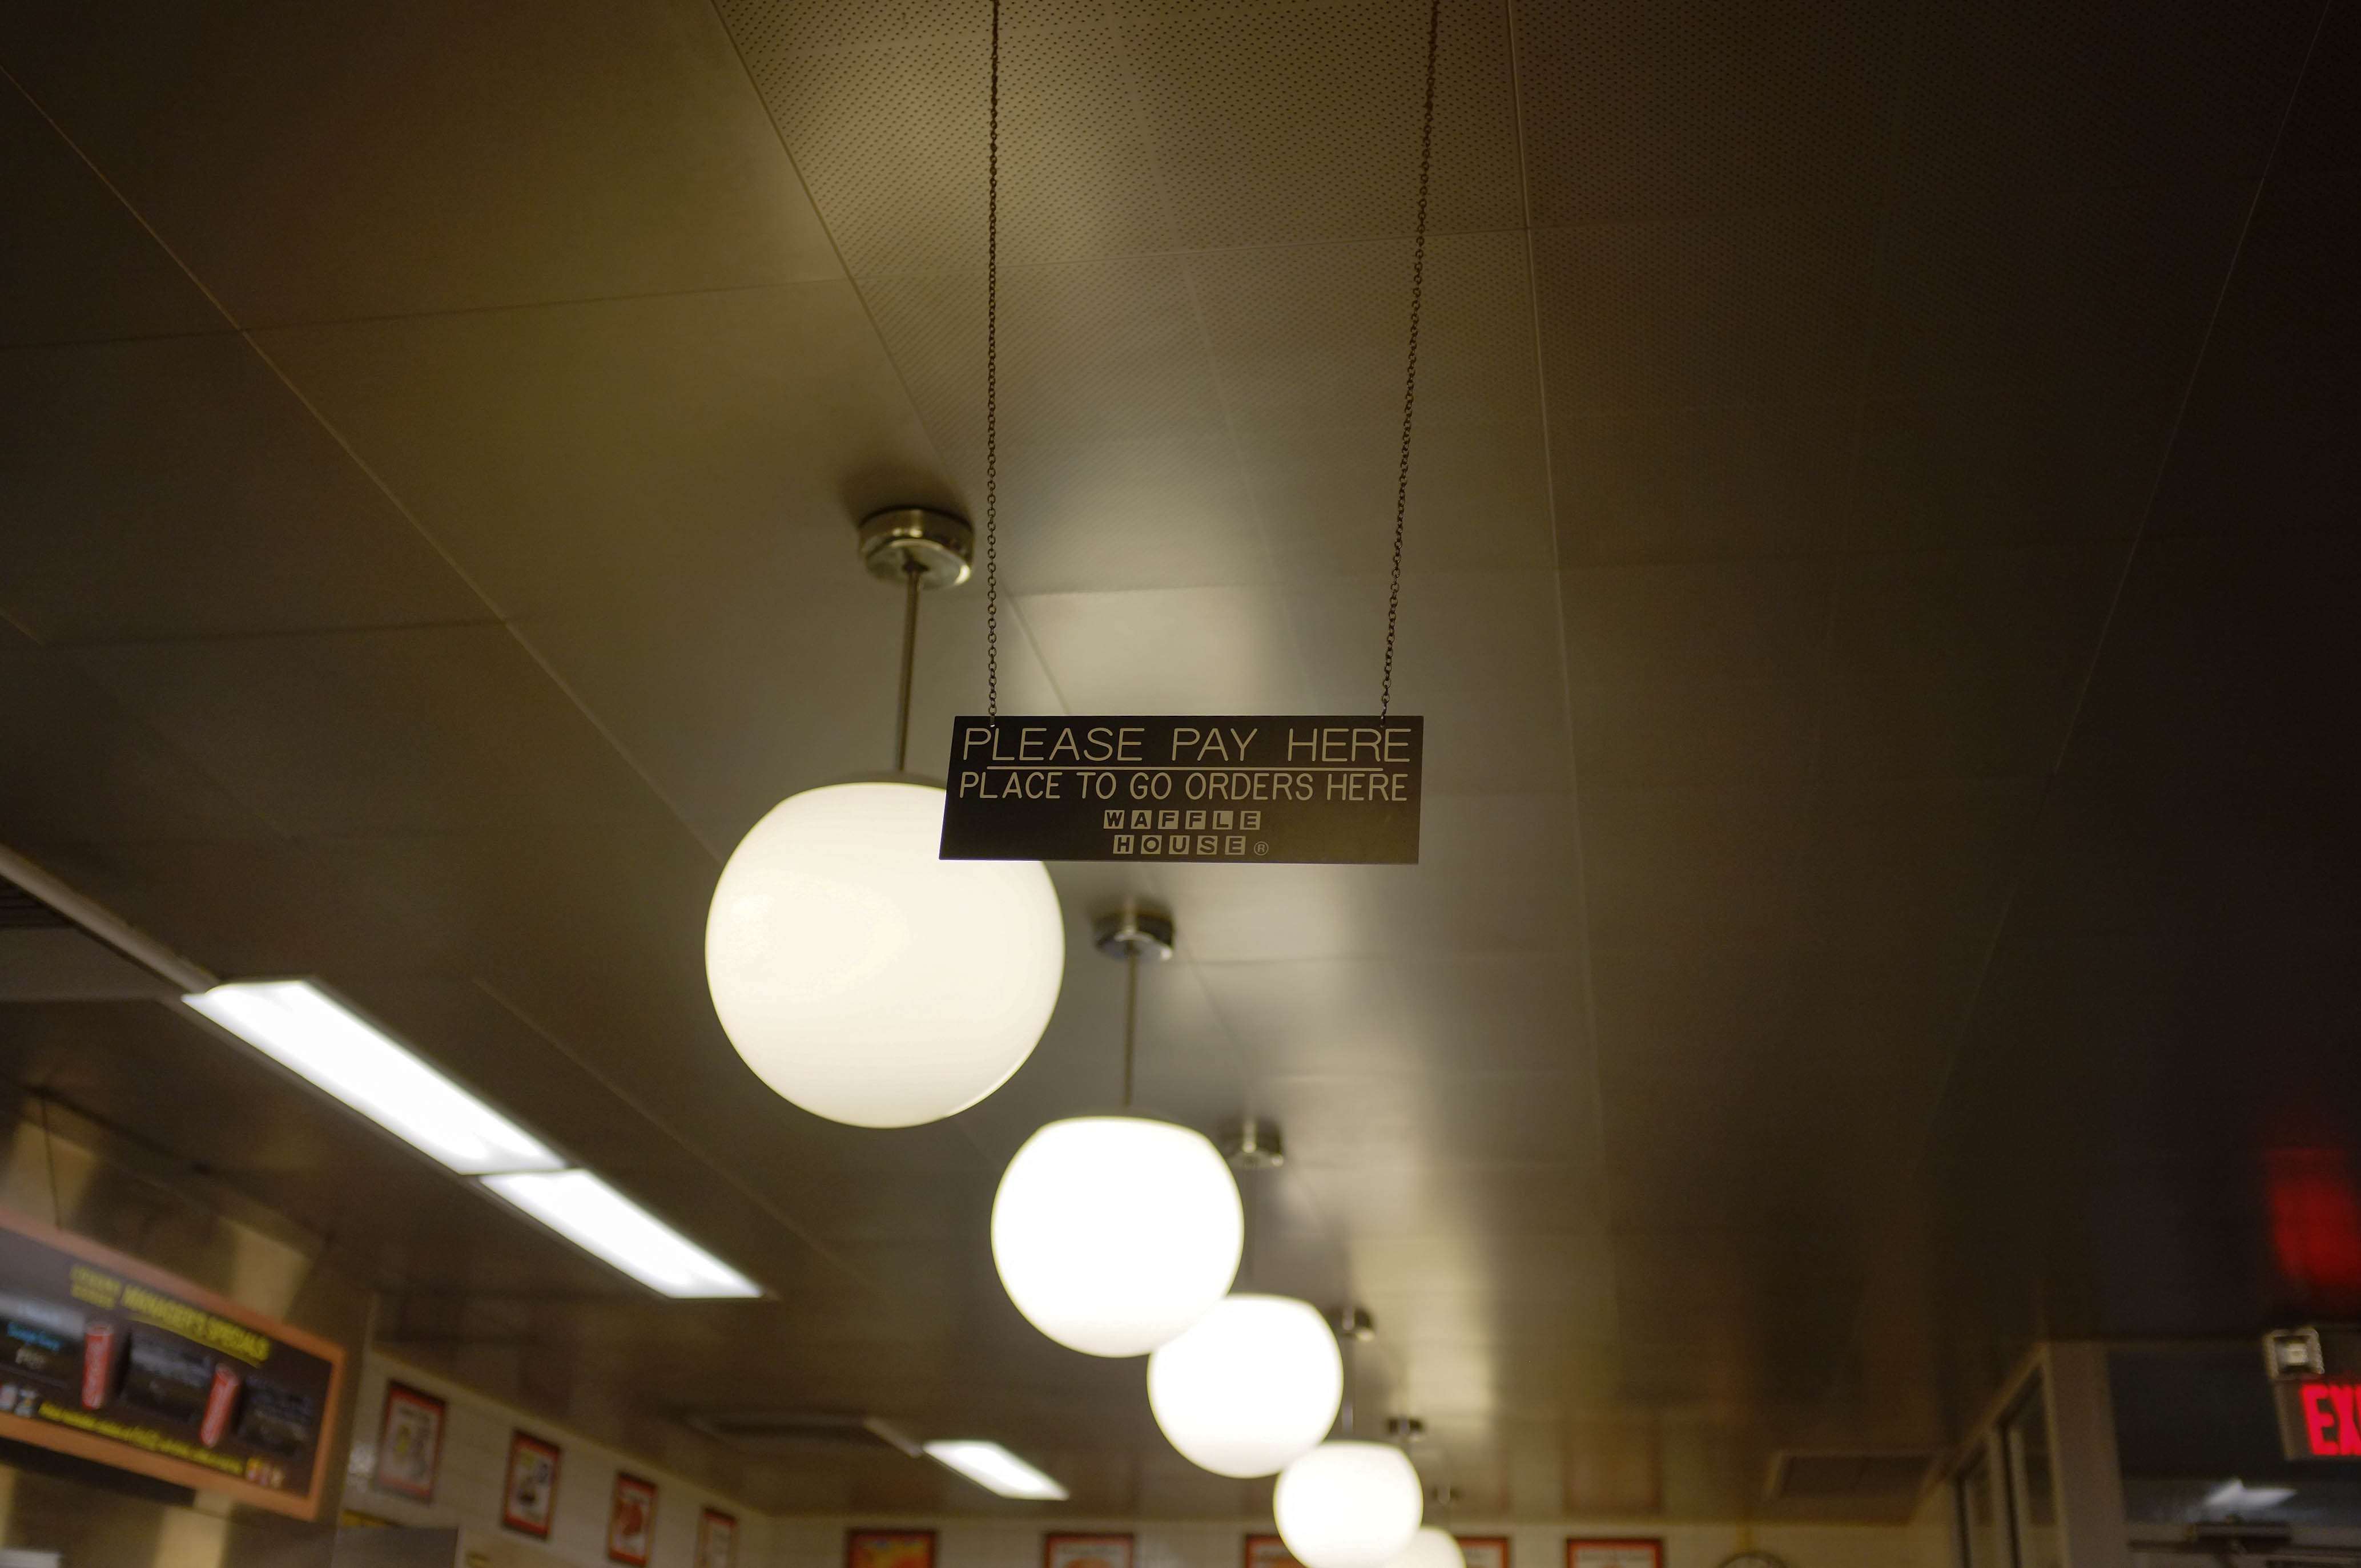 PLEASE PAY HERE
PLACE TO GO ORDERS HERE
WAFFLE
HOUSE®
MANAGER'S SPECIALS
EX